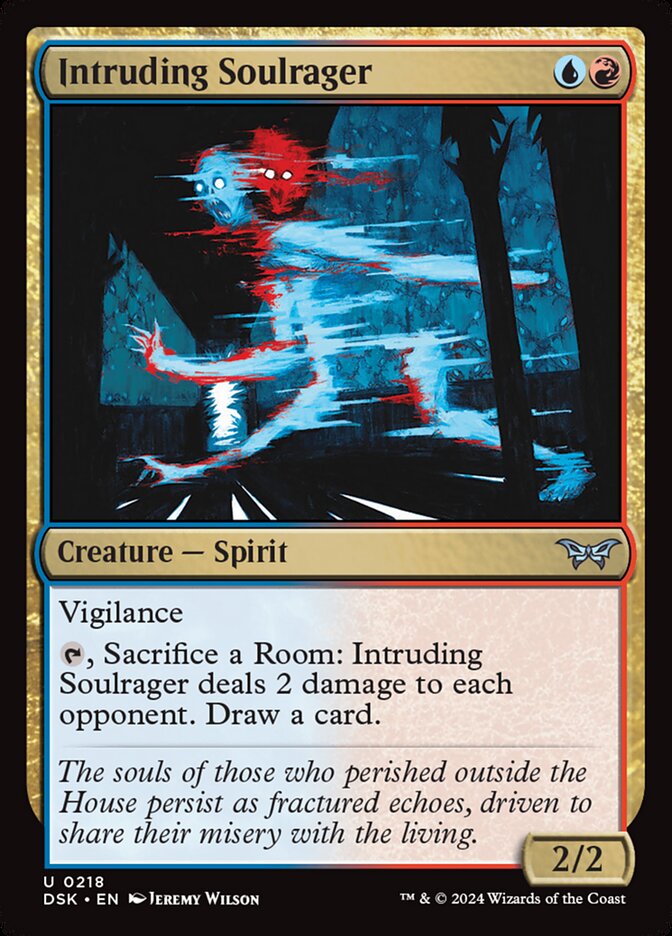 Intruding Soulrager
Creature — Spirit
Vigilance
, Sacrifice a Room: Intruding
Soulrager deals 2 damage to each
opponent. Draw a card.
The souls of those who perished outside the
House persist as fractured echoes, driven to
share their misery with the living.
2/2
U 0218
DSK • EN Jeremy Wilson
™ & © 2024 Wizards of the Coast